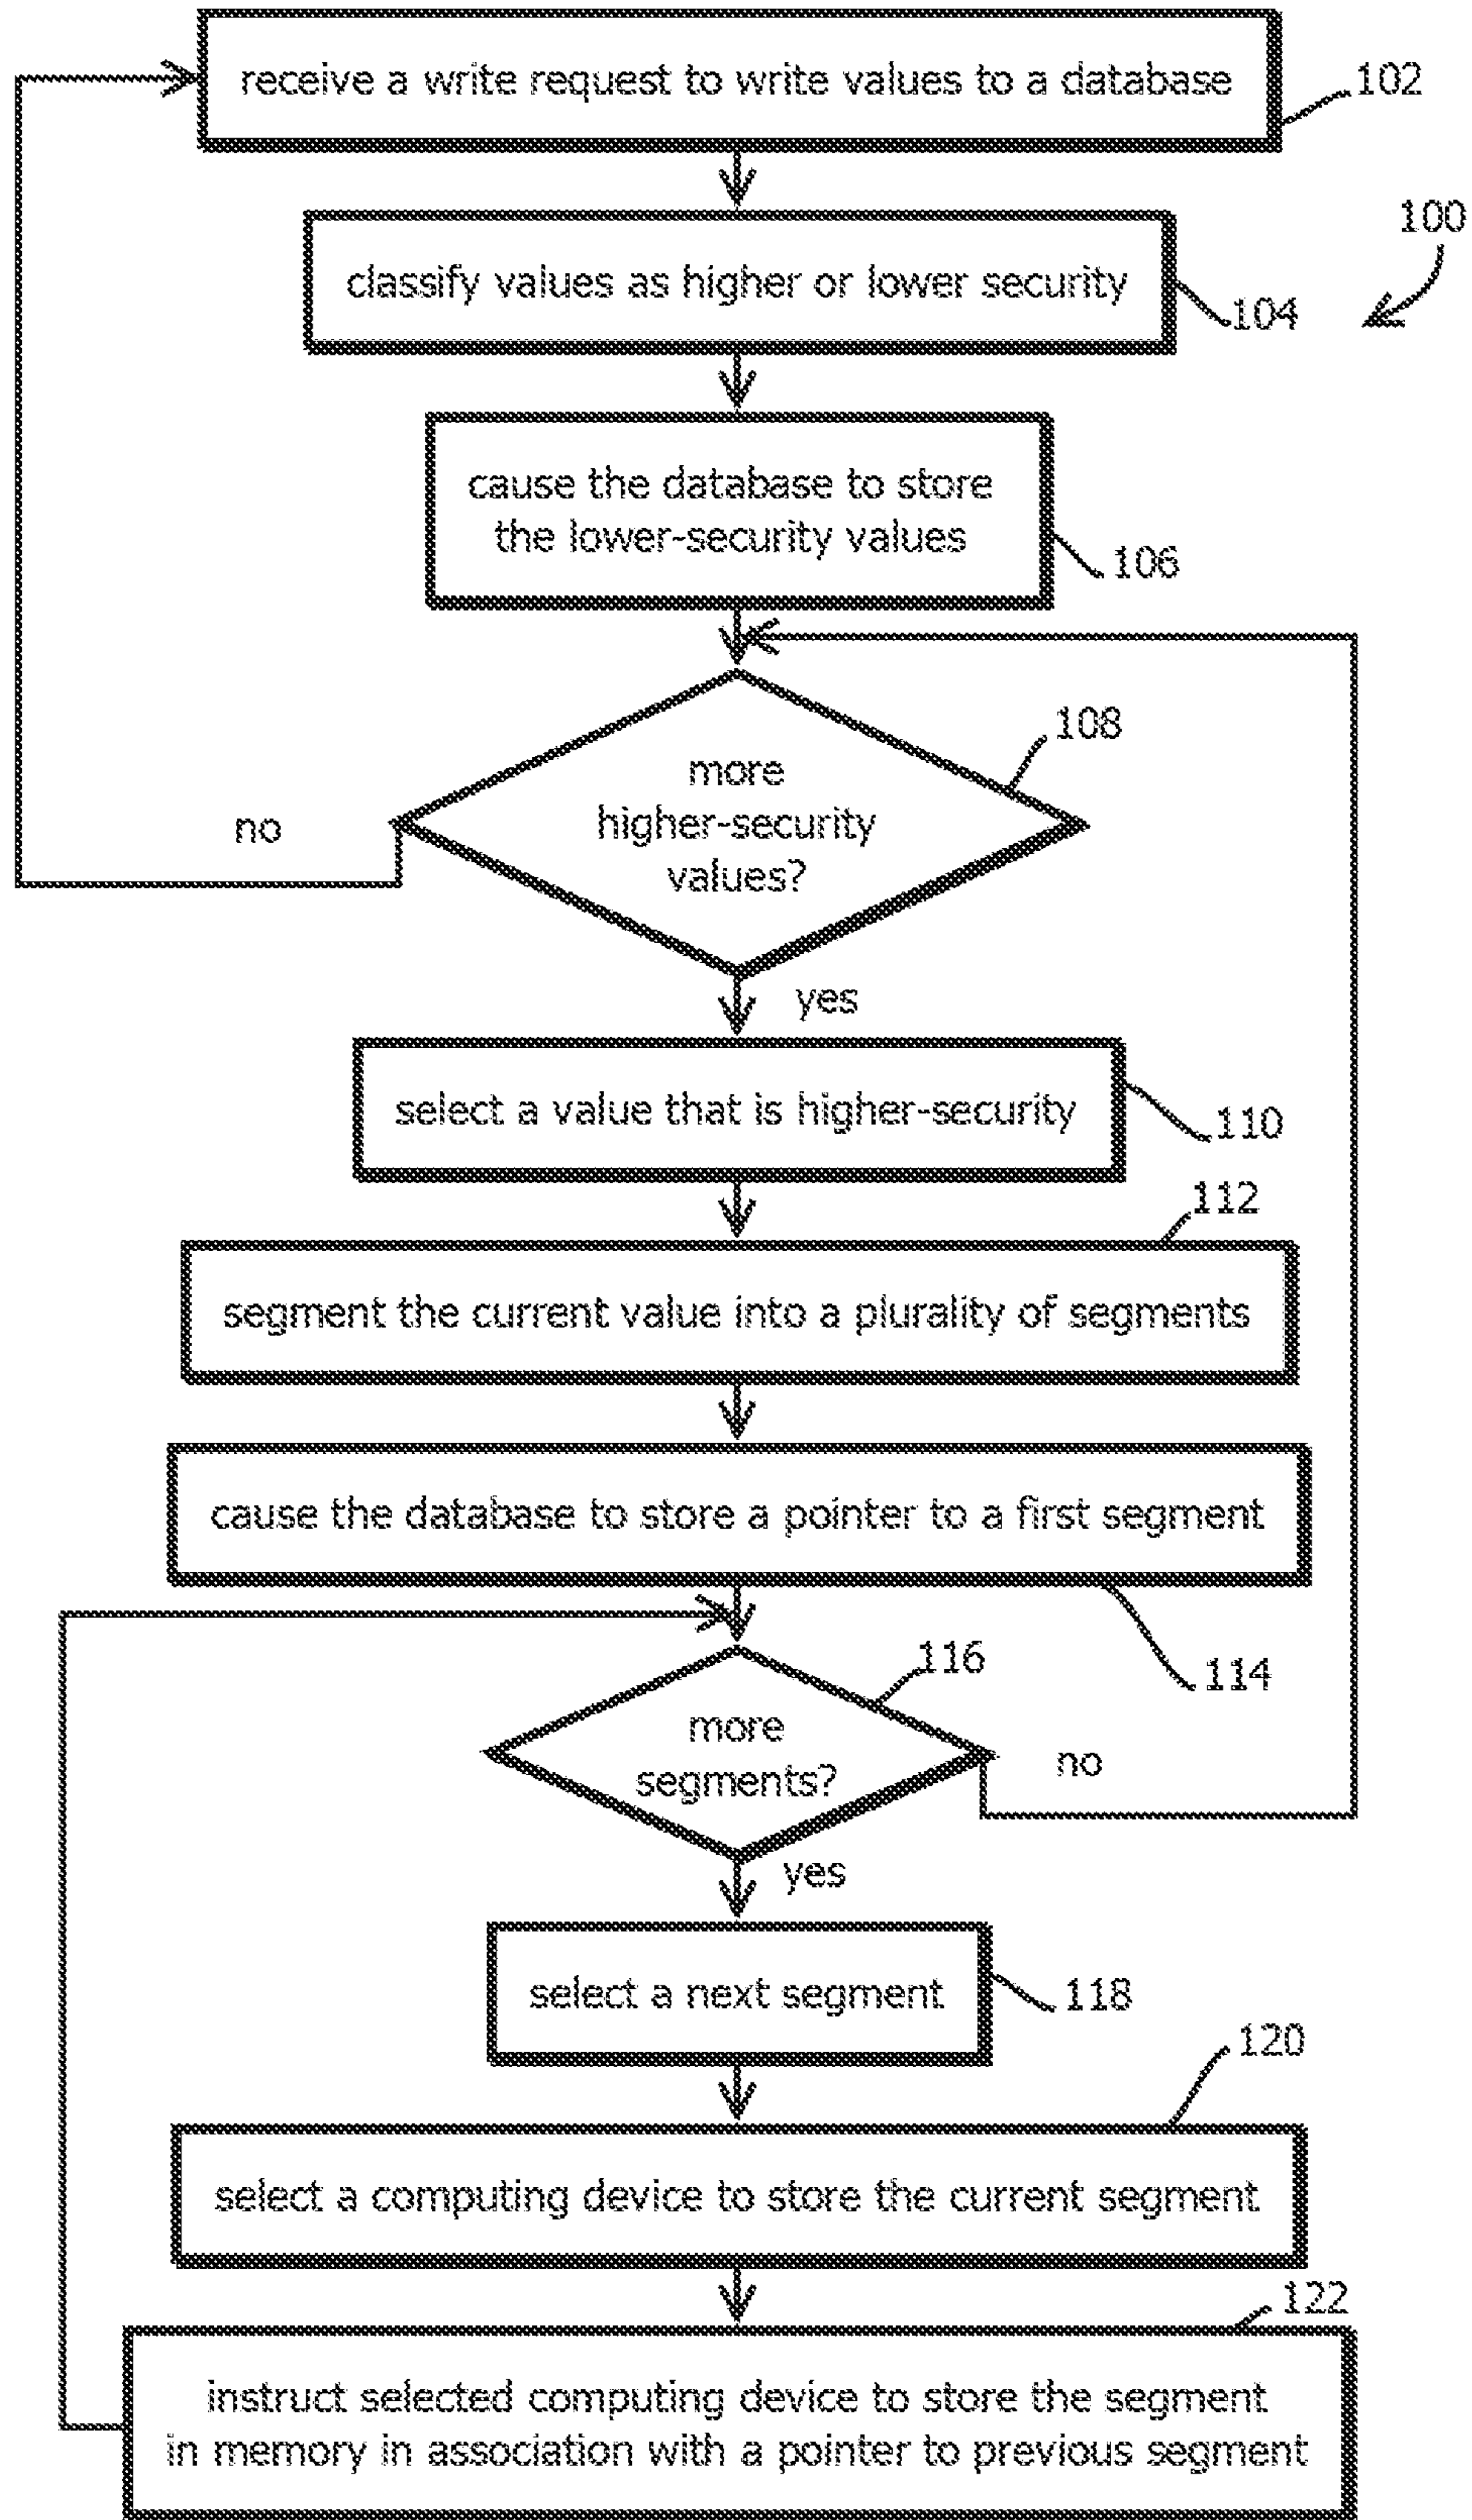 receive a write request to write values to a database
102
100
classify values as higher or lower security
104
cause the database to store
the lower-security values
106
108
more
higher-security
values?
no
yes
select a value that is higher-security
110
112
segment the current value into a plurality of segments
cause the database to store a pointer to a first segment
114
116
more
segments?
no
yes
select a next segment
118
120
select a computing device to store the current segment
122
instruct selected computing device to store the segment
in memory in association with a pointer to previous segment